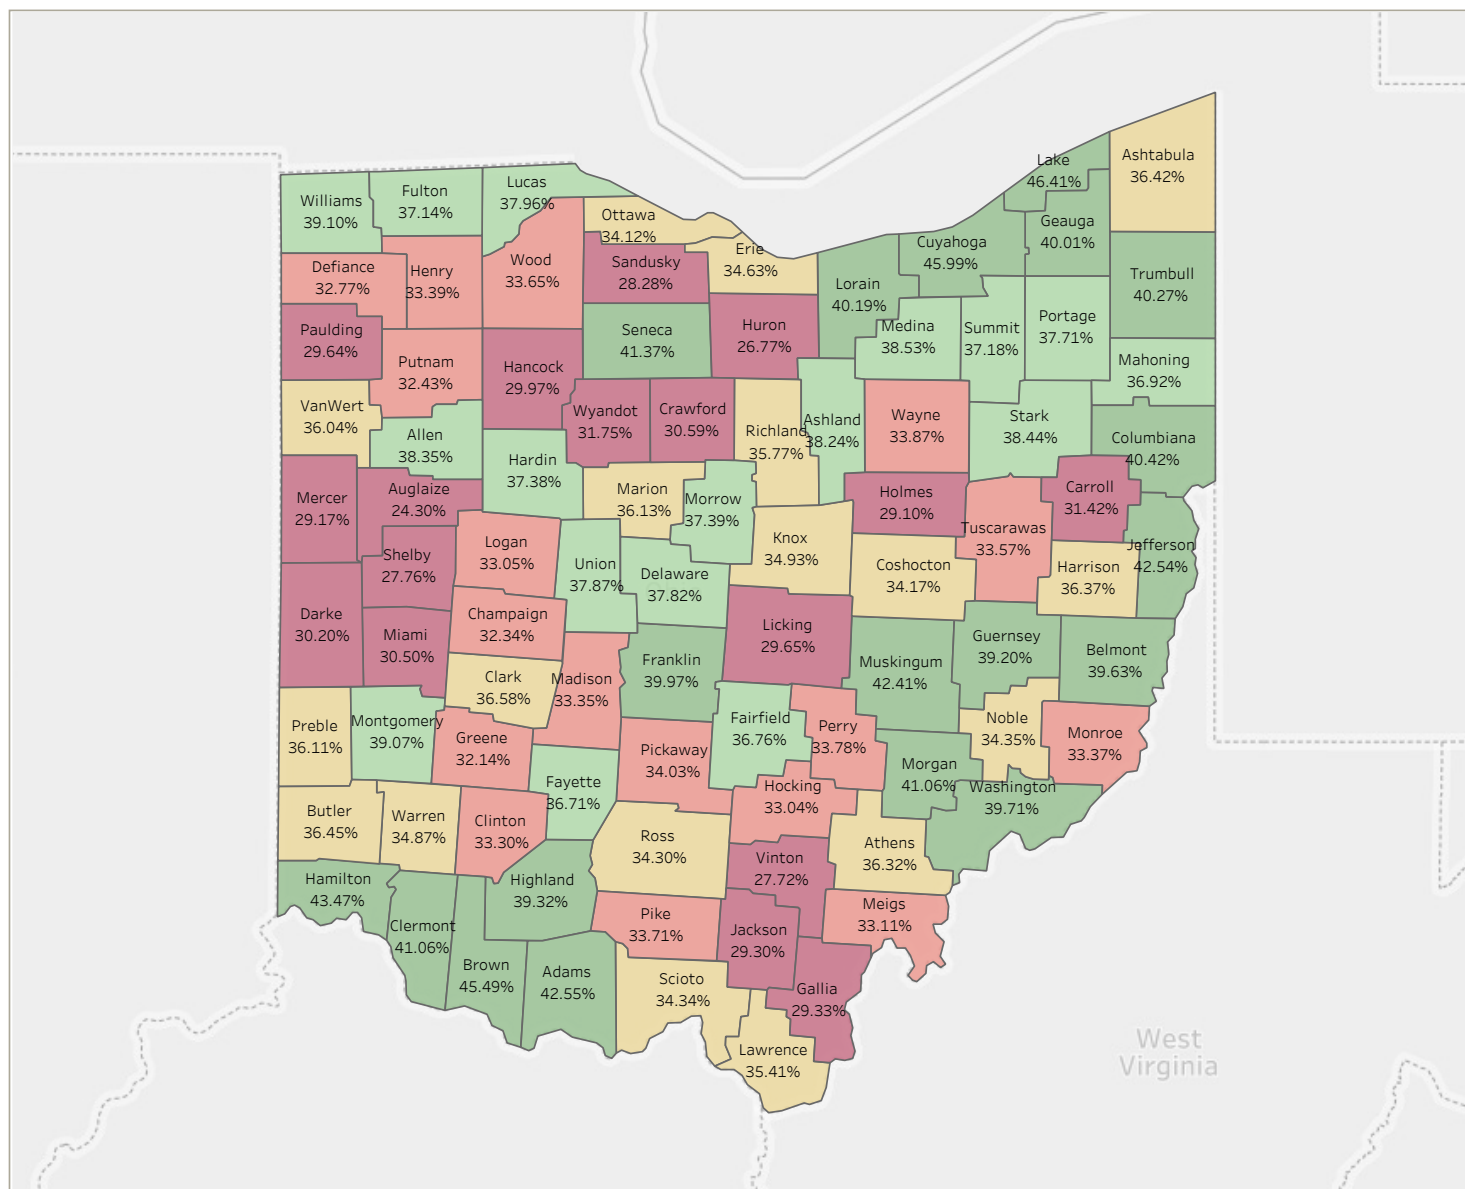 Lake
46.41%
Ashtabula
36.42%
Williams
39.10%
Fulton
37.14%
Lucas
37.96%
Ottawa
34.12%
Geauga
40.01%
Cuyahoga
45.99%
Defiance
32.77%
Henry
33.39%
Wood
33.65%
Sandusky
28.28%
Erie
34.63%
Lorain
40.19%
Trumbull
40.27%
Paulding
29.64%
Seneca
41.37%
Huron
26.77%
Medina
38.53%
Summit
37.18%
Portage
37.71%
Putnam
32.43%
Hancock
29.97%
Mahoning
36.92%
VanWert
36.04%
Allen
38.35%
Wyandot
31.75%
Crawford
30.59%
Richland
35.77%
Ashland
38.24%
Wayne
33.87%
Stark
38.44%
Columbiana
40.42%
Hardin
37.38%
Mercer
29.17%
Auglaize
24.30%
Marion
36.13%
Morrow
37.39%
Holmes
29.10%
Carroll
31.42%
Tuscarawas
33.57%
Shelby
27.76%
Logan
33.05%
Knox
34.93%
Jefferson
42.54%
Union
37.87%
Delaware
37.82%
Coshocton
34.17%
Harrison
36.37%
Darke
30.20%
Miami
30.50%
Champaign
32.34%
Licking
29.65%
Guernsey
39.20%
Belmont
39.63%
Clark
36.58%
Madison
33.35%
Franklin
39.97%
Muskingum
42.41%
Preble
36.11%
Montgomery
39.07%
Greene
32.14%
Pickaway
34.03%
Fairfield
36.76%
Perry
33.78%
Noble
34.35%
Monroe
33.37%
Morgan
41.06%
Fayette
36.71%
Hocking
33.04%
Washington
39.71%
Butler
36.45%
Warren
34.87%
Clinton
33.30%
Ross
34.30%
Athens
36.32%
Vinton
27.72%
Hamilton
43.47%
Highland
39.32%
Clermont
41.06%
Pike
33.71%
Meigs
33.11%
Jackson
29.30%
Brown
45.49%
Adams
42.55%
Scioto
34.34%
Gallia
29.33%
Lawrence
35.41%
West
Virginia